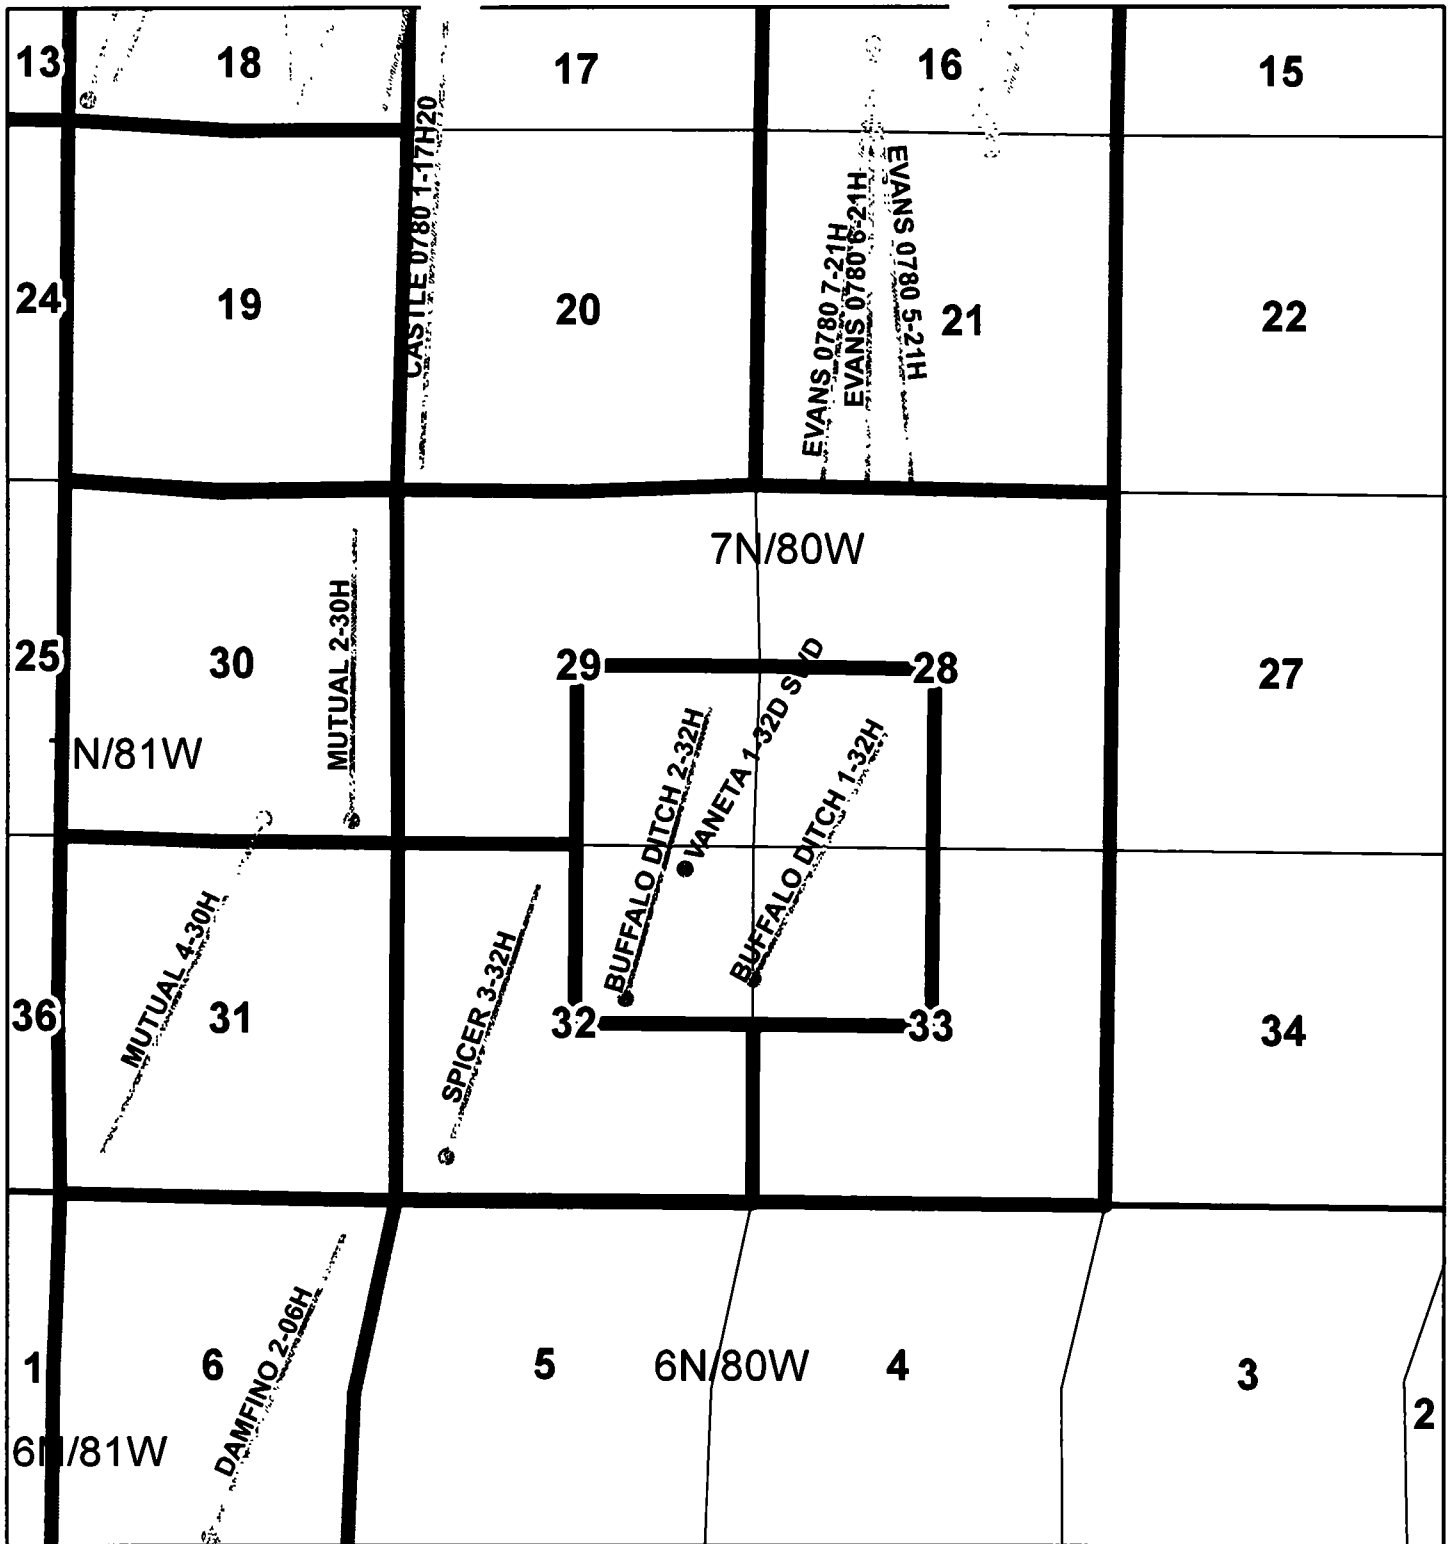 13
18
17
16
15
CASTLE 0780 1-17H20
24
19
20
EVANS 0780 7-21H
EVANS 0780 6-21H
EVANS 0780 5-21H
21
22
7N/80W
25
30
MUTUAL 2-30H
29
28
27
N/81W
BUFFALO DITCH 2-32H
VANETA 1-32D
BUFFALO DITCH 1-32H
36
MUTUAL 4-30H
31
SPICER 3-32H
32
33
34
1
6
DAMFINO 2-06H
5
6N/80W
4
3
2
6N/81W